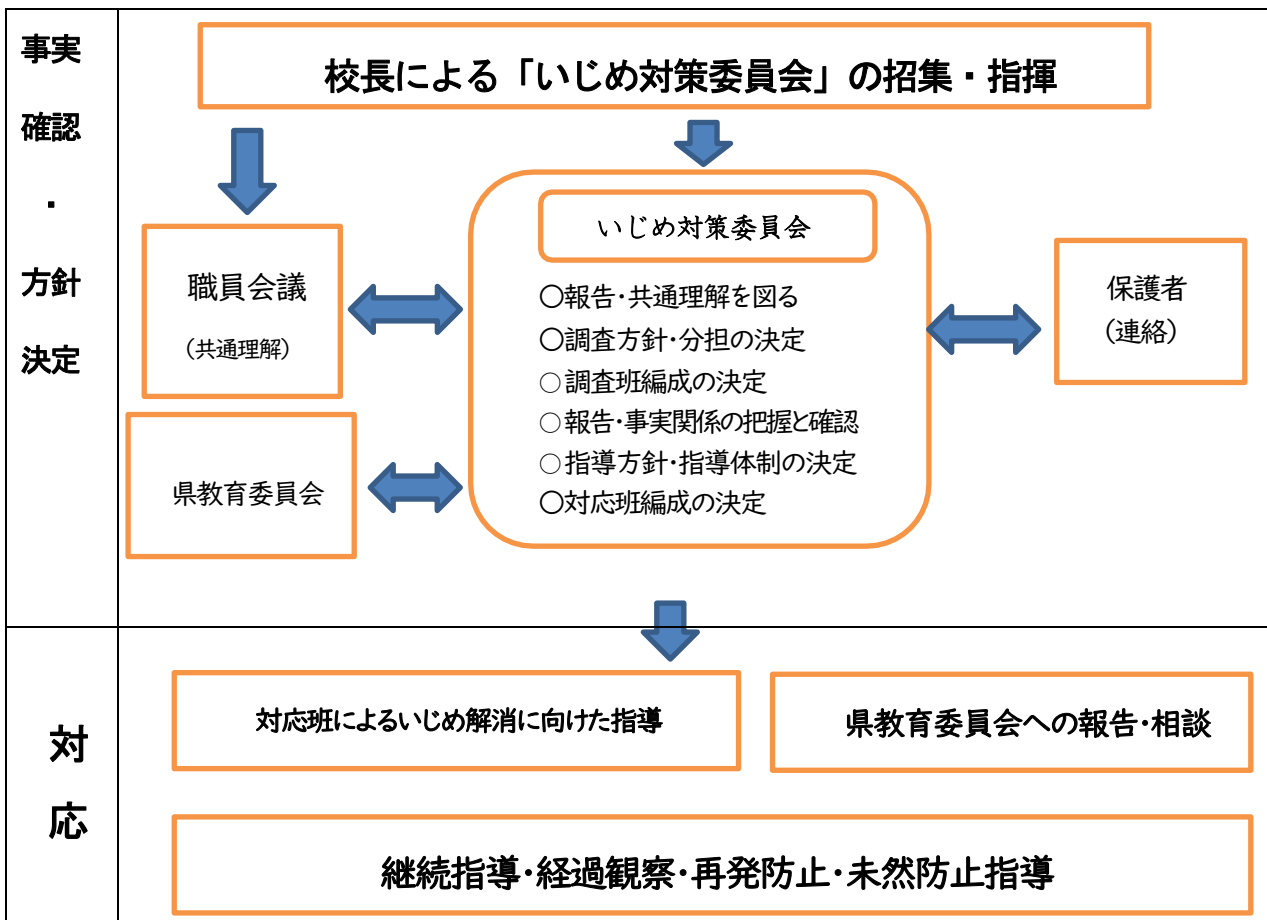 事実
確認
・
方針
決定
校長による「いじめ対策委員会」の招集・指揮
職員会議
(共通理解)
県教育委員会
いじめ対策委員会
〇報告・共通理解を図る
〇調査方針・分担の決定
○調査班編成の決定
○報告・事実関係の把握と確認
○指導方針・指導体制の決定
〇対応班編成の決定
保護者
(連絡)
対
応
対応班によるいじめ解消に向けた指導
県教育委員会への報告・相談
継続指導・経過観察・再発防止・未然防止指導